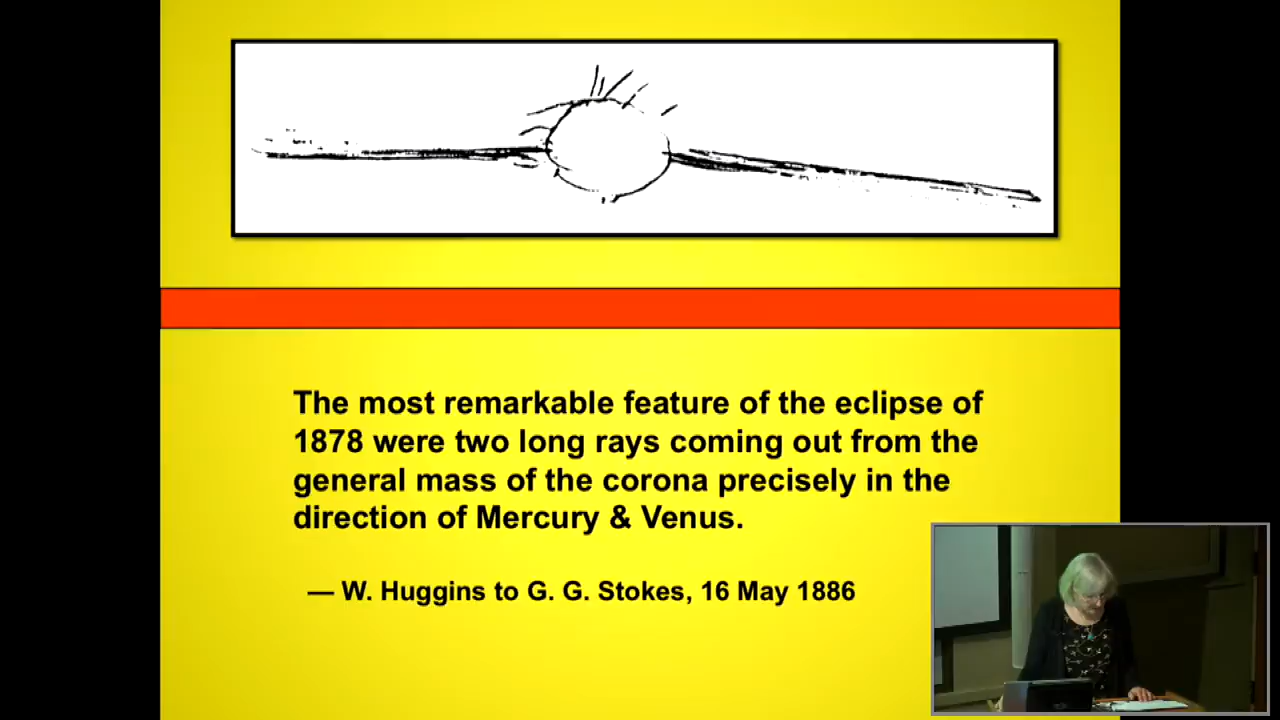 The most remarkable feature of the eclipse of
1878 were two long rays coming out from the
general mass of the corona precisely in the
direction of Mercury & Venus.
— W. Huggins to G. G. Stokes, 16 May 1886